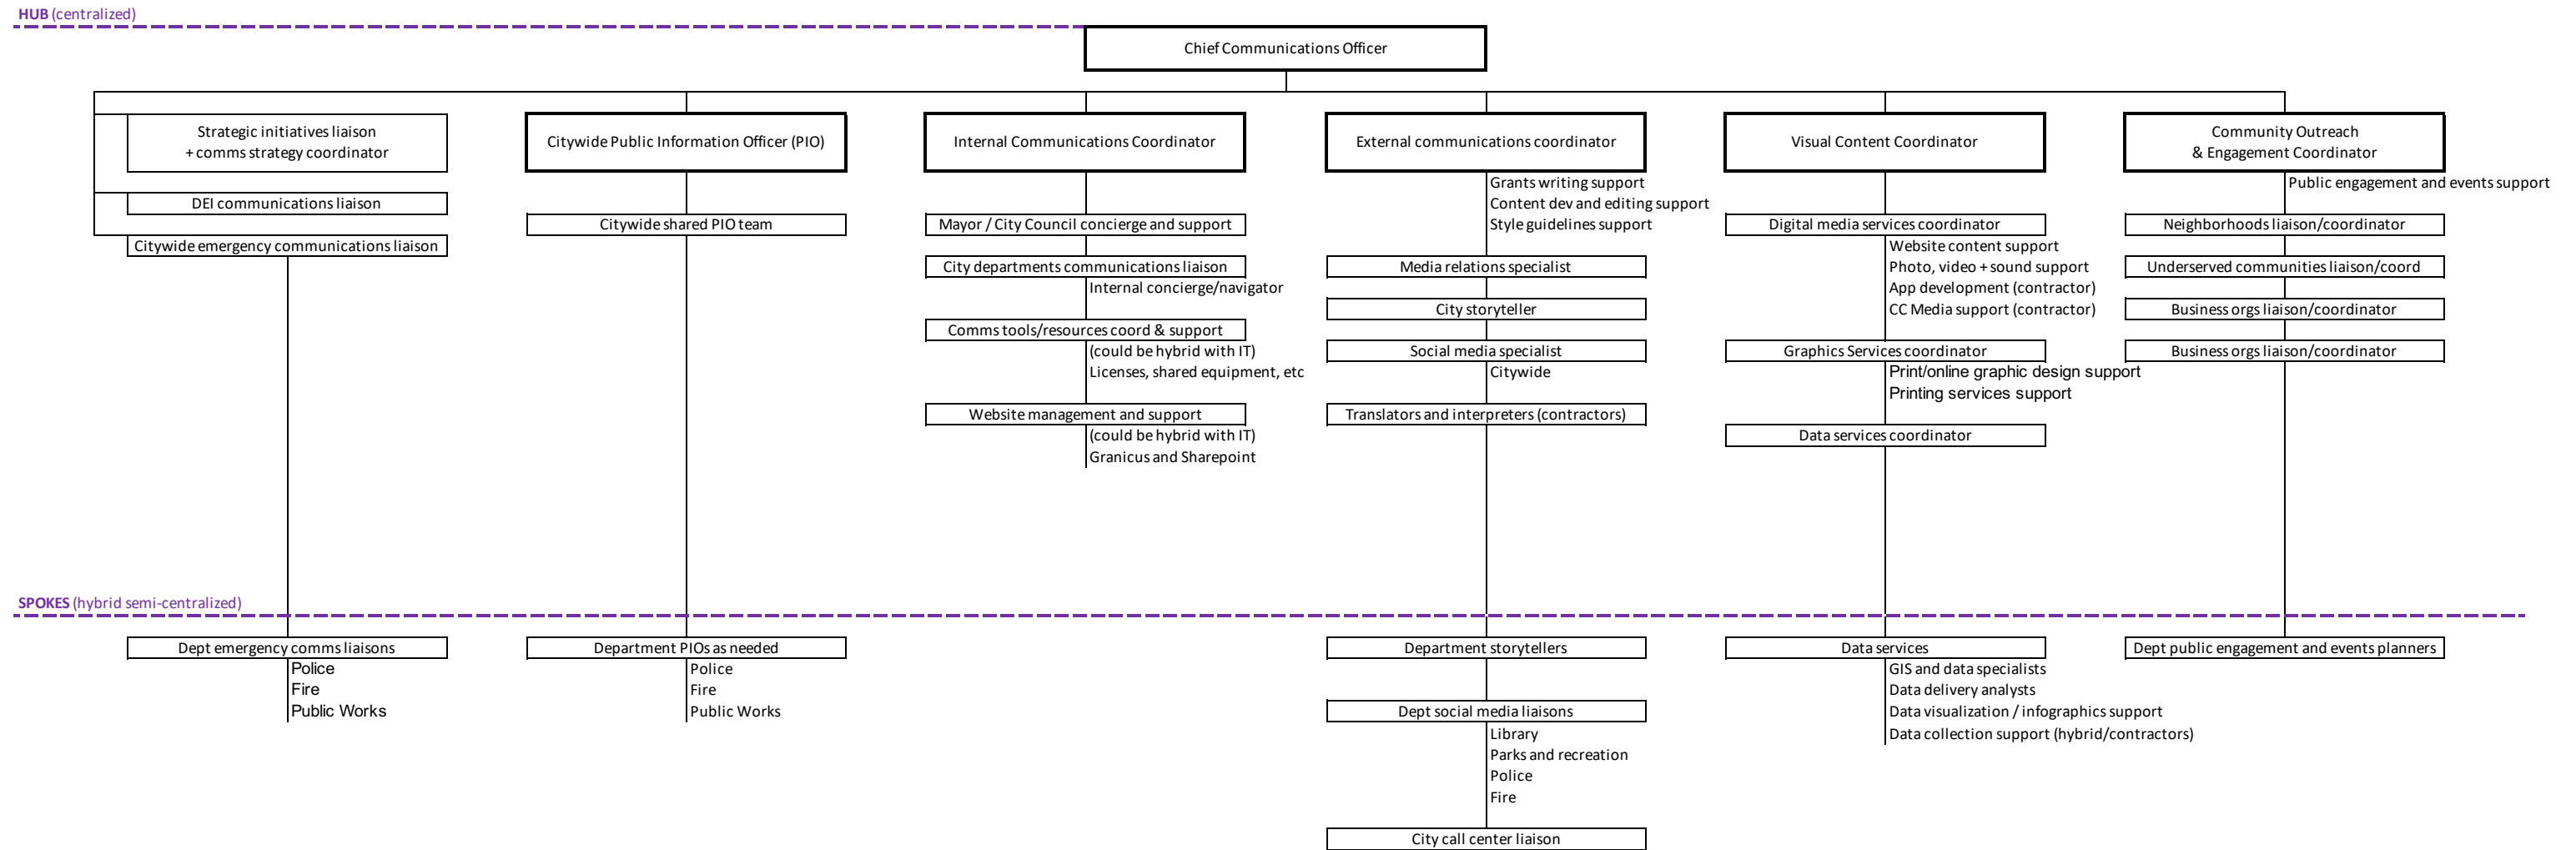 HUB (centralized)
Chief Communications Officer
Strategic initiatives liaison
+ comms strategy coordinator
DEI communications liaison
Citywide emergency communications liaison
Citywide Public Information Officer (PIO)
Citywide shared PIO team
Internal Communications Coordinator
Mayor / City Council concierge and support
City departments communications liaison
Internal concierge/navigator
Comms tools/resources coord & support
(could be hybrid with IT)
Licenses, shared equipment, etc
Website management and support
(could be hybrid with IT)
Granicus and Sharepoint
External communications coordinator
Grants writing support
Content dev and editing support
Style guidelines support
Media relations specialist
City storyteller
Social media specialist
Citywide
Translators and interpreters (contractors)
Visual Content Coordinator
Digital media services coordinator
Website content support
Photo, video + sound support
App development (contractor)
CC Media support (contractor)
Graphics Services coordinator
Print/online graphic design support
Printing services support
Data services coordinator
Community Outreach
& Engagement Coordinator
Public engagement and events support
Neighborhoods liaison/coordinator
Underserved communities liaison/coord
Business orgs liaison/coordinator
Business orgs liaison/coordinator
SPOKES (hybrid semi-centralized)
Dept emergency comms liaisons
Police
Fire
Public Works
Department PIOs as needed
Police
Fire
Public Works
Department storytellers
Dept social media liaisons
Library
Parks and recreation
Police
Fire
City call center liaison
Data services
GIS and data specialists
Data delivery analysts
Data visualization / infographics support
Data collection support (hybrid/contractors)
Dept public engagement and events planners